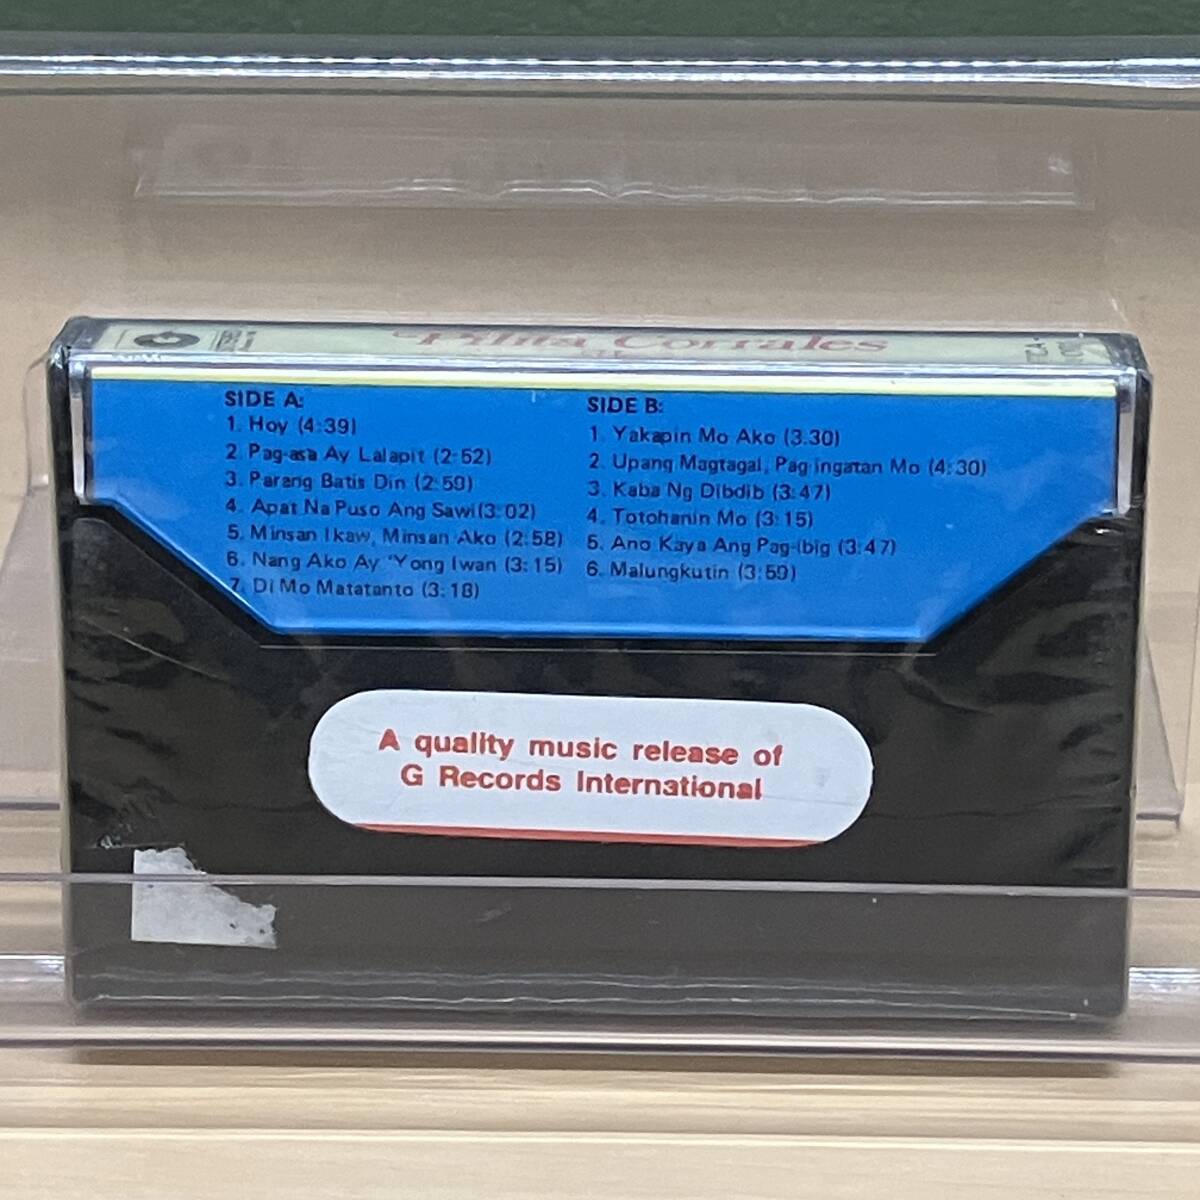 Pilita Corrales
SIDE A:
1. Hoy (4:39)
2. Pag-asa Ay Lalapit (2:52)
3. Parang Batis Din (2:59)
4. Apat Na Puso Ang Sawi(3:02)
5. Minsan Ikaw, Minsan Ako (2:58)
6. Nang Ako Ay 'Yong Iwan (3:15)
7. Di Mo Matatanto (3:18)
SIDE B:
1. Yakapin Mo Ako (3.30)
2. Upang Magtagal, Pag-ingatan Mo (4:30)
3. Kaba Ng Dibdib (3:47)
4. Totohanin Mo (3:15)
5. Ano Kaya Ang Pag-ibig (3:47)
6. Malungkutin (3:59)
A quality music release of
G Records International